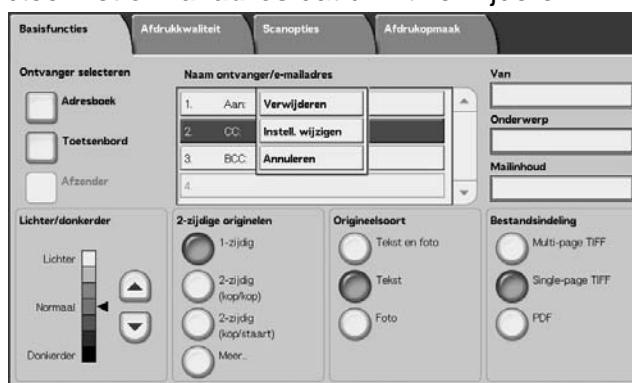 Basisfuncties Afdrukkwaliteit Scanopties Afdrukopmaak
Ontvanger selecteren
Adresboek
Toetsenbord
Afzender
Naam ontvanger/e-mailadres
1. Aan: Verwijderen
2. CC: Instell. wijzigen
3. BCC: Annuleren
4.
Van
Onderwerp
Mailinhoud
Lichter/donkerder
Lichter
Normaal
Donkerder
2-zijdige originelen
1-zijdig
2-zijdig
(kop/kop)
2-zijdig
(kop/staart)
Meer...
Origineelsoort
Tekst en foto
Tekst
Foto
Bestandsindeling
Multi-page TIFF
Single-page TIFF
PDF